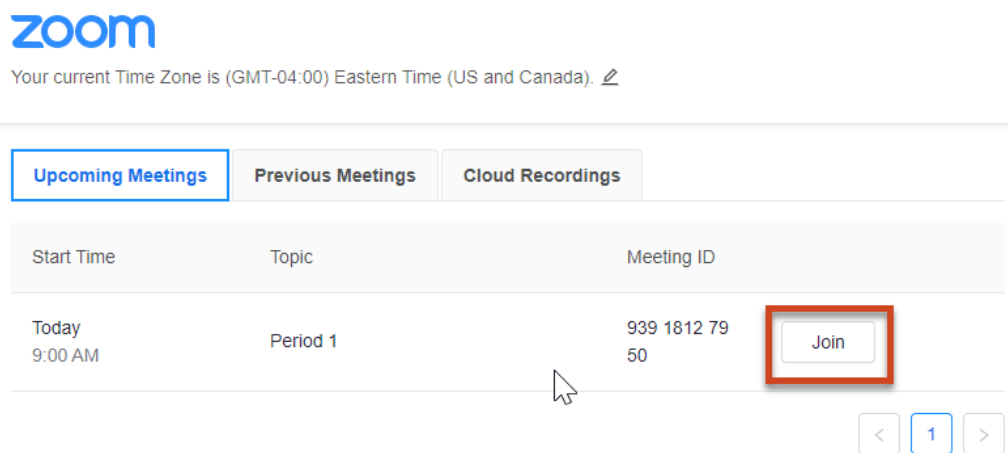 zoom
Your current Time Zone is (GMT-04:00) Eastern Time (US and Canada).
Upcoming Meetings Previous Meetings Cloud Recordings
Start Time Topic Meeting ID
Today
9:00 AM
Period 1
939 1812 79
50
Join
< 1 >